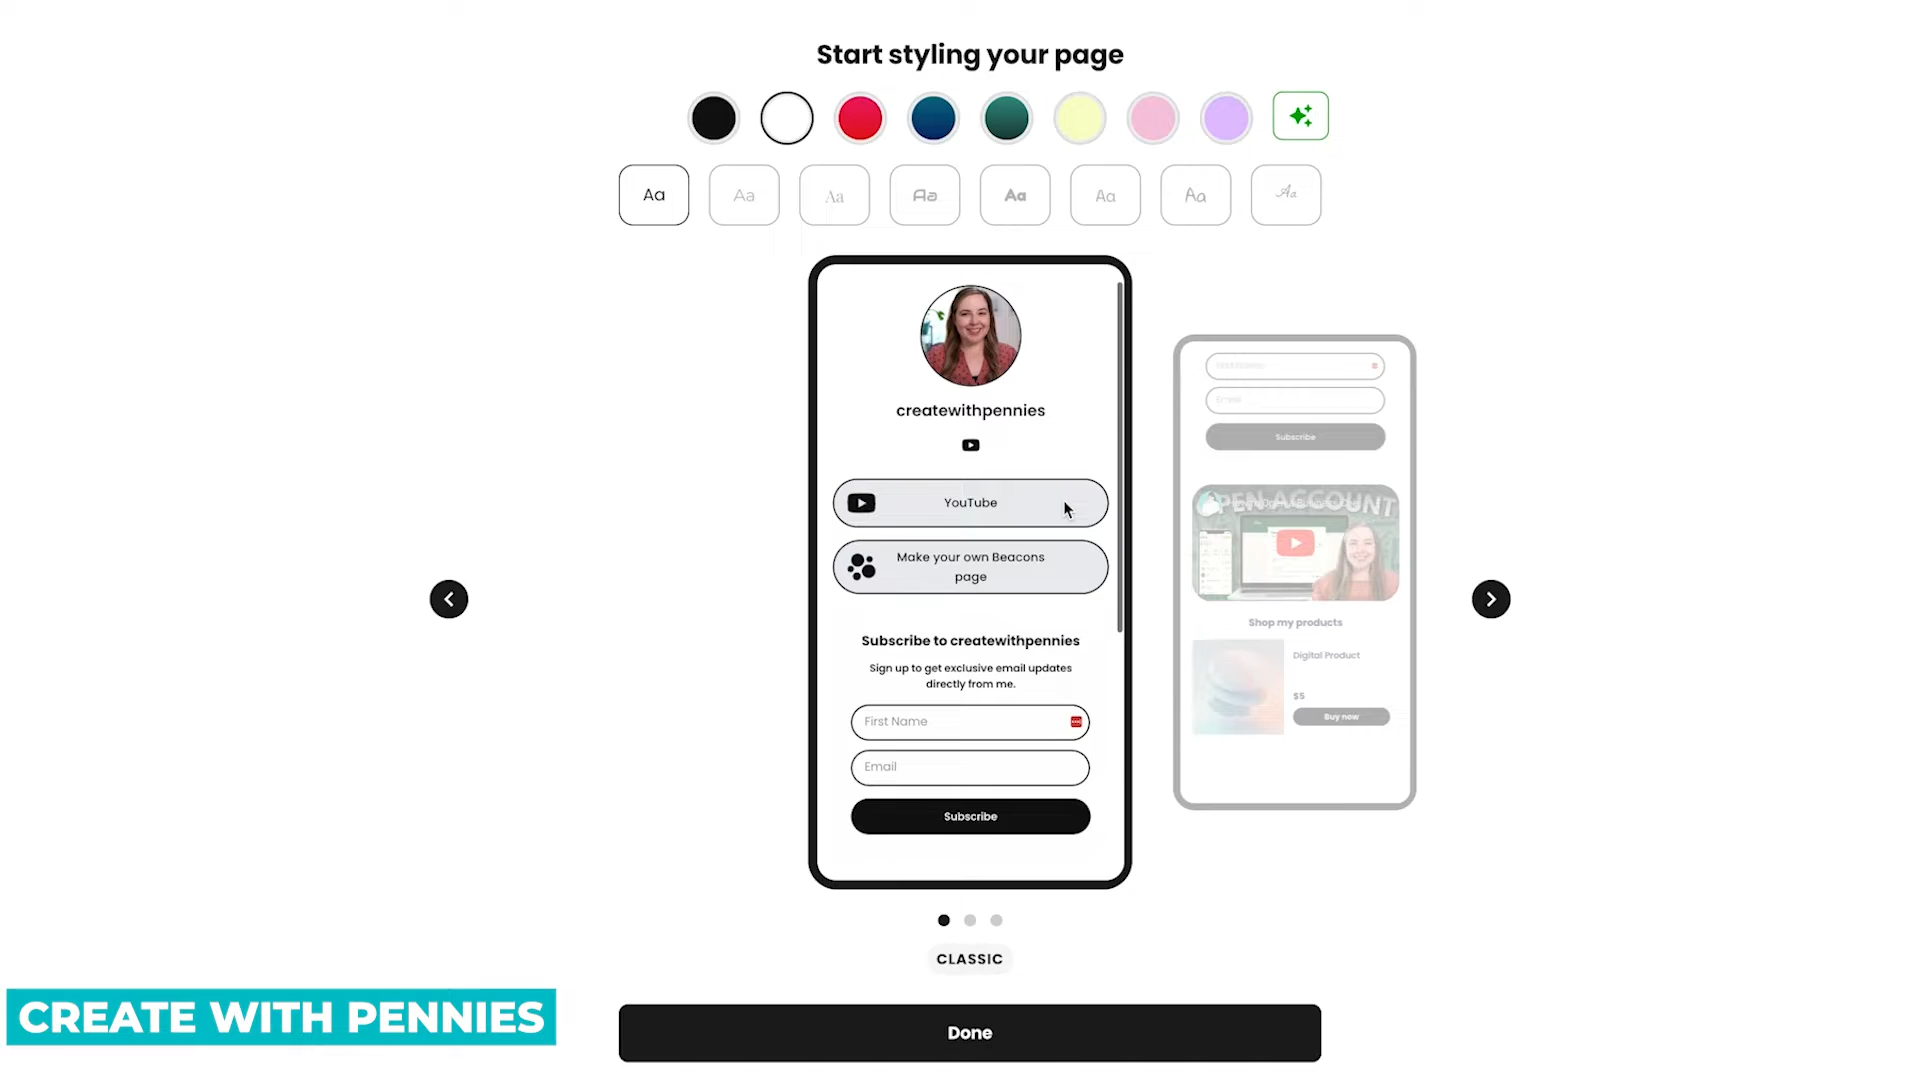 Start styling your page
Aa
Aa
Aa
Aa
Aa
Aa
Aa
Aa
createwithpennies
YouTube
Make your own Beacons
page
Subscribe to createwithpennies
Sign up to get exclusive email updates
directly from me.
First Name
Email
Subscribe
Email
Subscribe
PEN ACCOUNT
Shop my products
Digital Product
$5
Buy now
CLASSIC
Done
CREATE WITH PENNIES